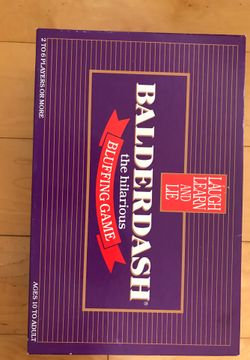 LAUGH
LEARN
AND
LIE
BALDERDASH®
the hilarious
BLUFFING GAME
2 TO 6 PLAYERS OR MORE
AGES 10 TO ADULT